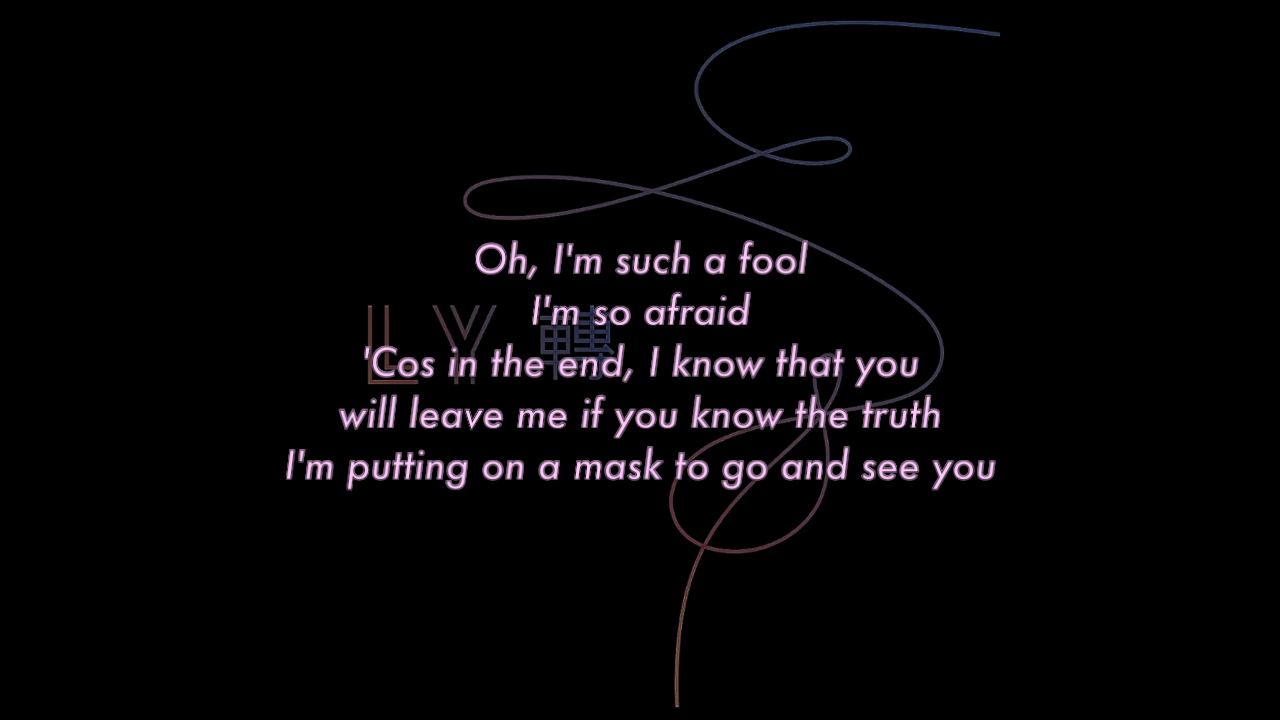 Oh, I'm such a fool
I'm so afraid
'Cos in the end, I know that you
will leave me if you know the truth
I'm putting on a mask to go and see you
L Y